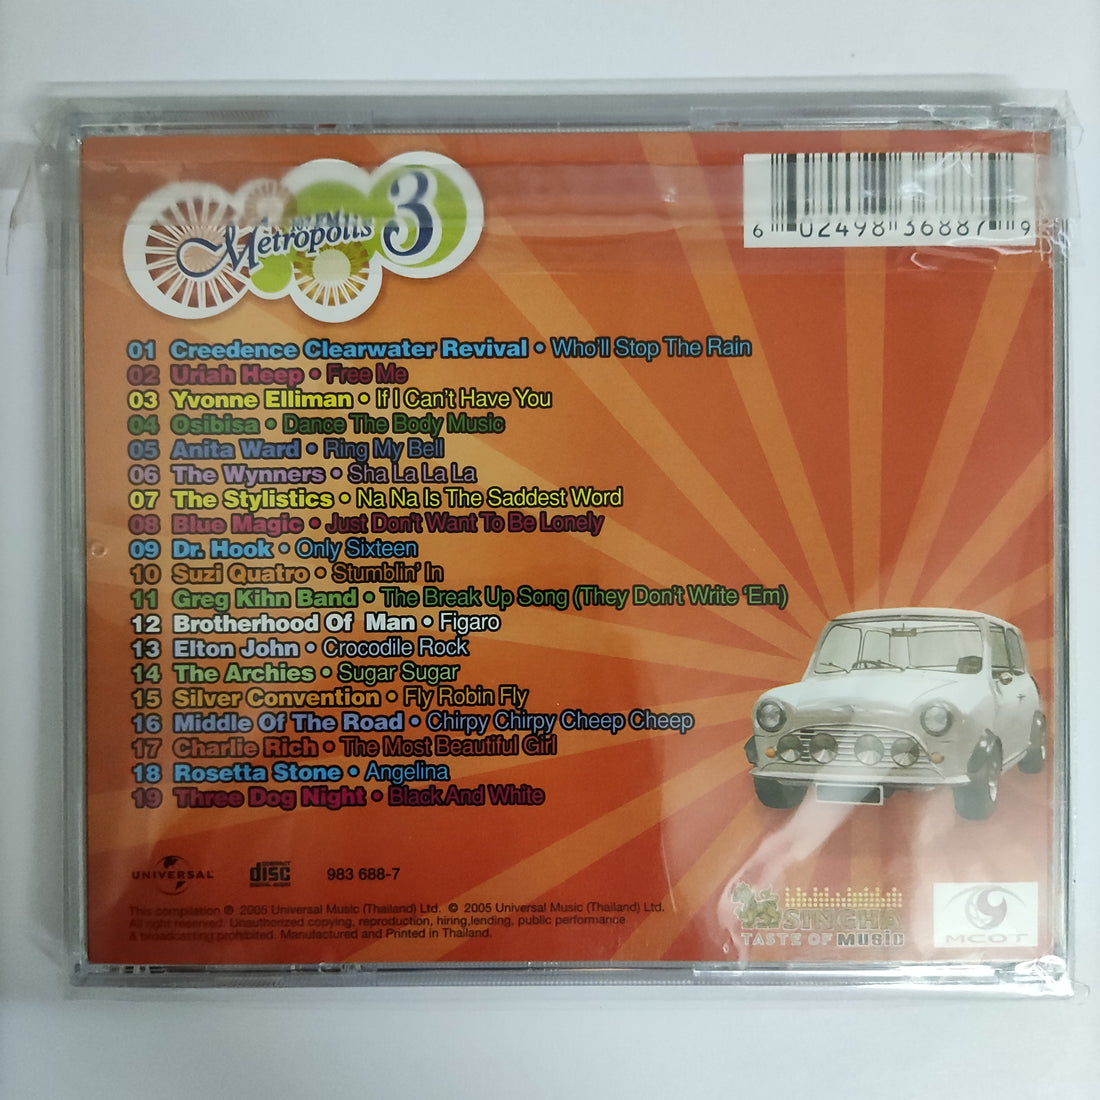 Metropolis 3
6 02498 36887 9
01 Creedence Clearwater Revival • Who'll Stop The Rain
02 Uriah Heep • Free Me
03 Yvonne Elliman • If I Can't Have You
04 Osibisa • Dance The Body Music
05 Anita Ward • Ring My Bell
06 The Wynners • Sha La La La
07 The Stylistics • Na Na Is The Saddest Word
08 Blue Magic • Just Don't Want To Be Lonely
09 Dr. Hook • Only Sixteen
10 Suzi Quatro • Stumblin' In
11 Greg Kihn Band • The Break Up Song (They Don't Write 'Em)
12 Brotherhood Of Man • Figaro
13 Elton John • Crocodile Rock
14 The Archies • Sugar Sugar
15 Silver Convention • Fly Robin Fly
16 Middle Of The Road • Chirpy Chirpy Cheep Cheep
17 Charlie Rich • The Most Beautiful Girl
18 Rosetta Stone • Angelina
19 Three Dog Night • Black And White
UNIVERSAL
COMPACT
disc
DIGITAL AUDIO
983 688-7
This compilation ℗ 2005 Universal Music (Thailand) Ltd. © 2005 Universal Music (Thailand) Ltd.
All right reserved. Unauthorized copying, reproduction, hiring,lending, public performance
& broadcastting prohibited. Manufactured and Printed in Thailand.
SINGHA
TASTE OF MUSIC
MCOT